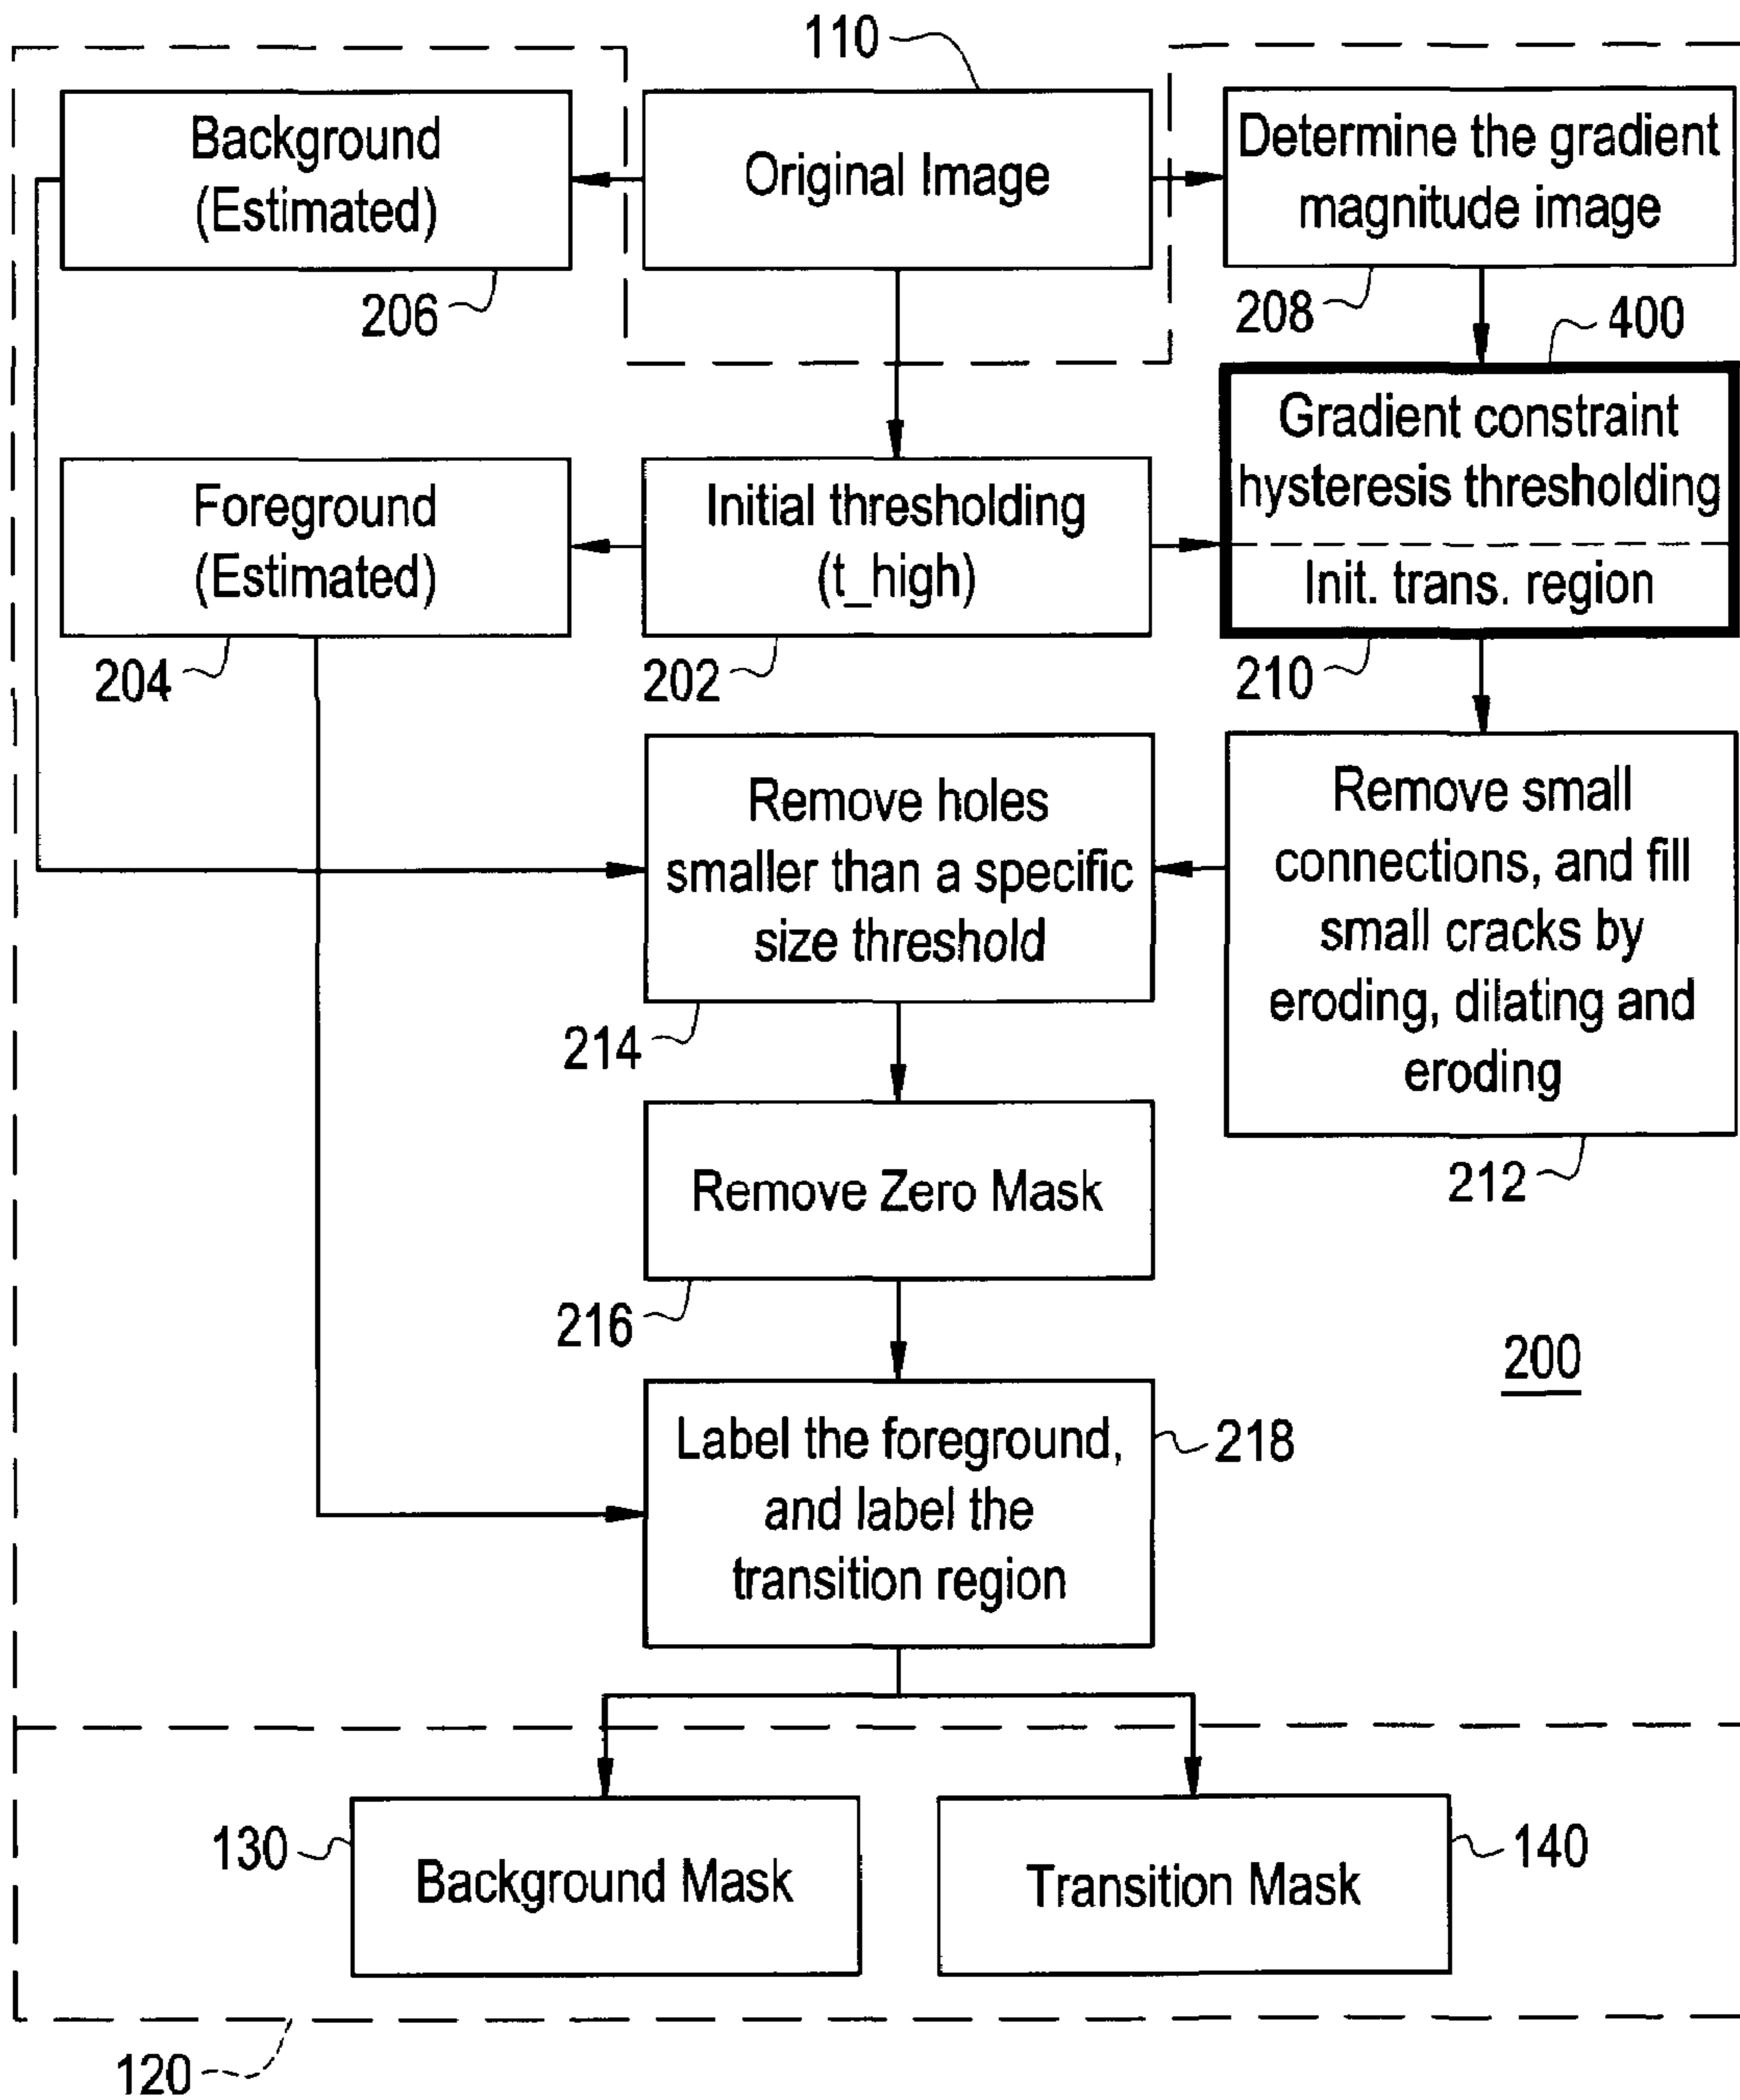 110
Background
(Estimated)
206
Original Image
Determine the gradient
magnitude image
208
400
Foreground
(Estimated)
204
Initial thresholding
(t_high)
202
Gradient constraint
hysteresis thresholding
Init. trans. region
210
Remove holes
smaller than a specific
size threshold
214
Remove small
connections, and fill
small cracks by
eroding, dilating and
eroding
212
Remove Zero Mask
216
200
Label the foreground,
and label the
transition region
218
130
Background Mask
Transition Mask
140
120